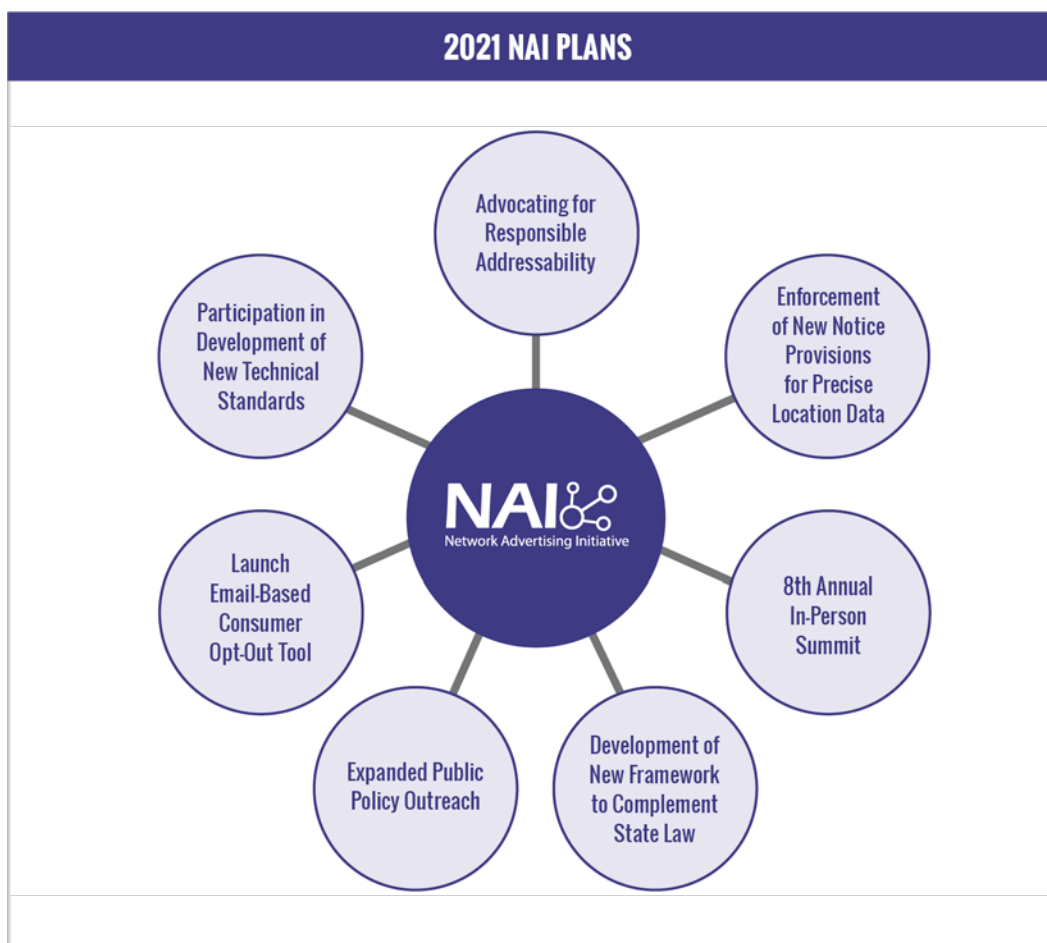 2021 NAI PLANS
Advocating for
Responsible
Addressability
Enforcement
of New Notice
Provisions
for Precise
Location Data
8th Annual
In-Person
Summit
Development of
New Framework
to Complement
State Law
Expanded Public
Policy Outreach
Launch
Email-Based
Consumer
Opt-Out Tool
Participation in
Development of
New Technical
Standards
NAI
Network Advertising Initiative